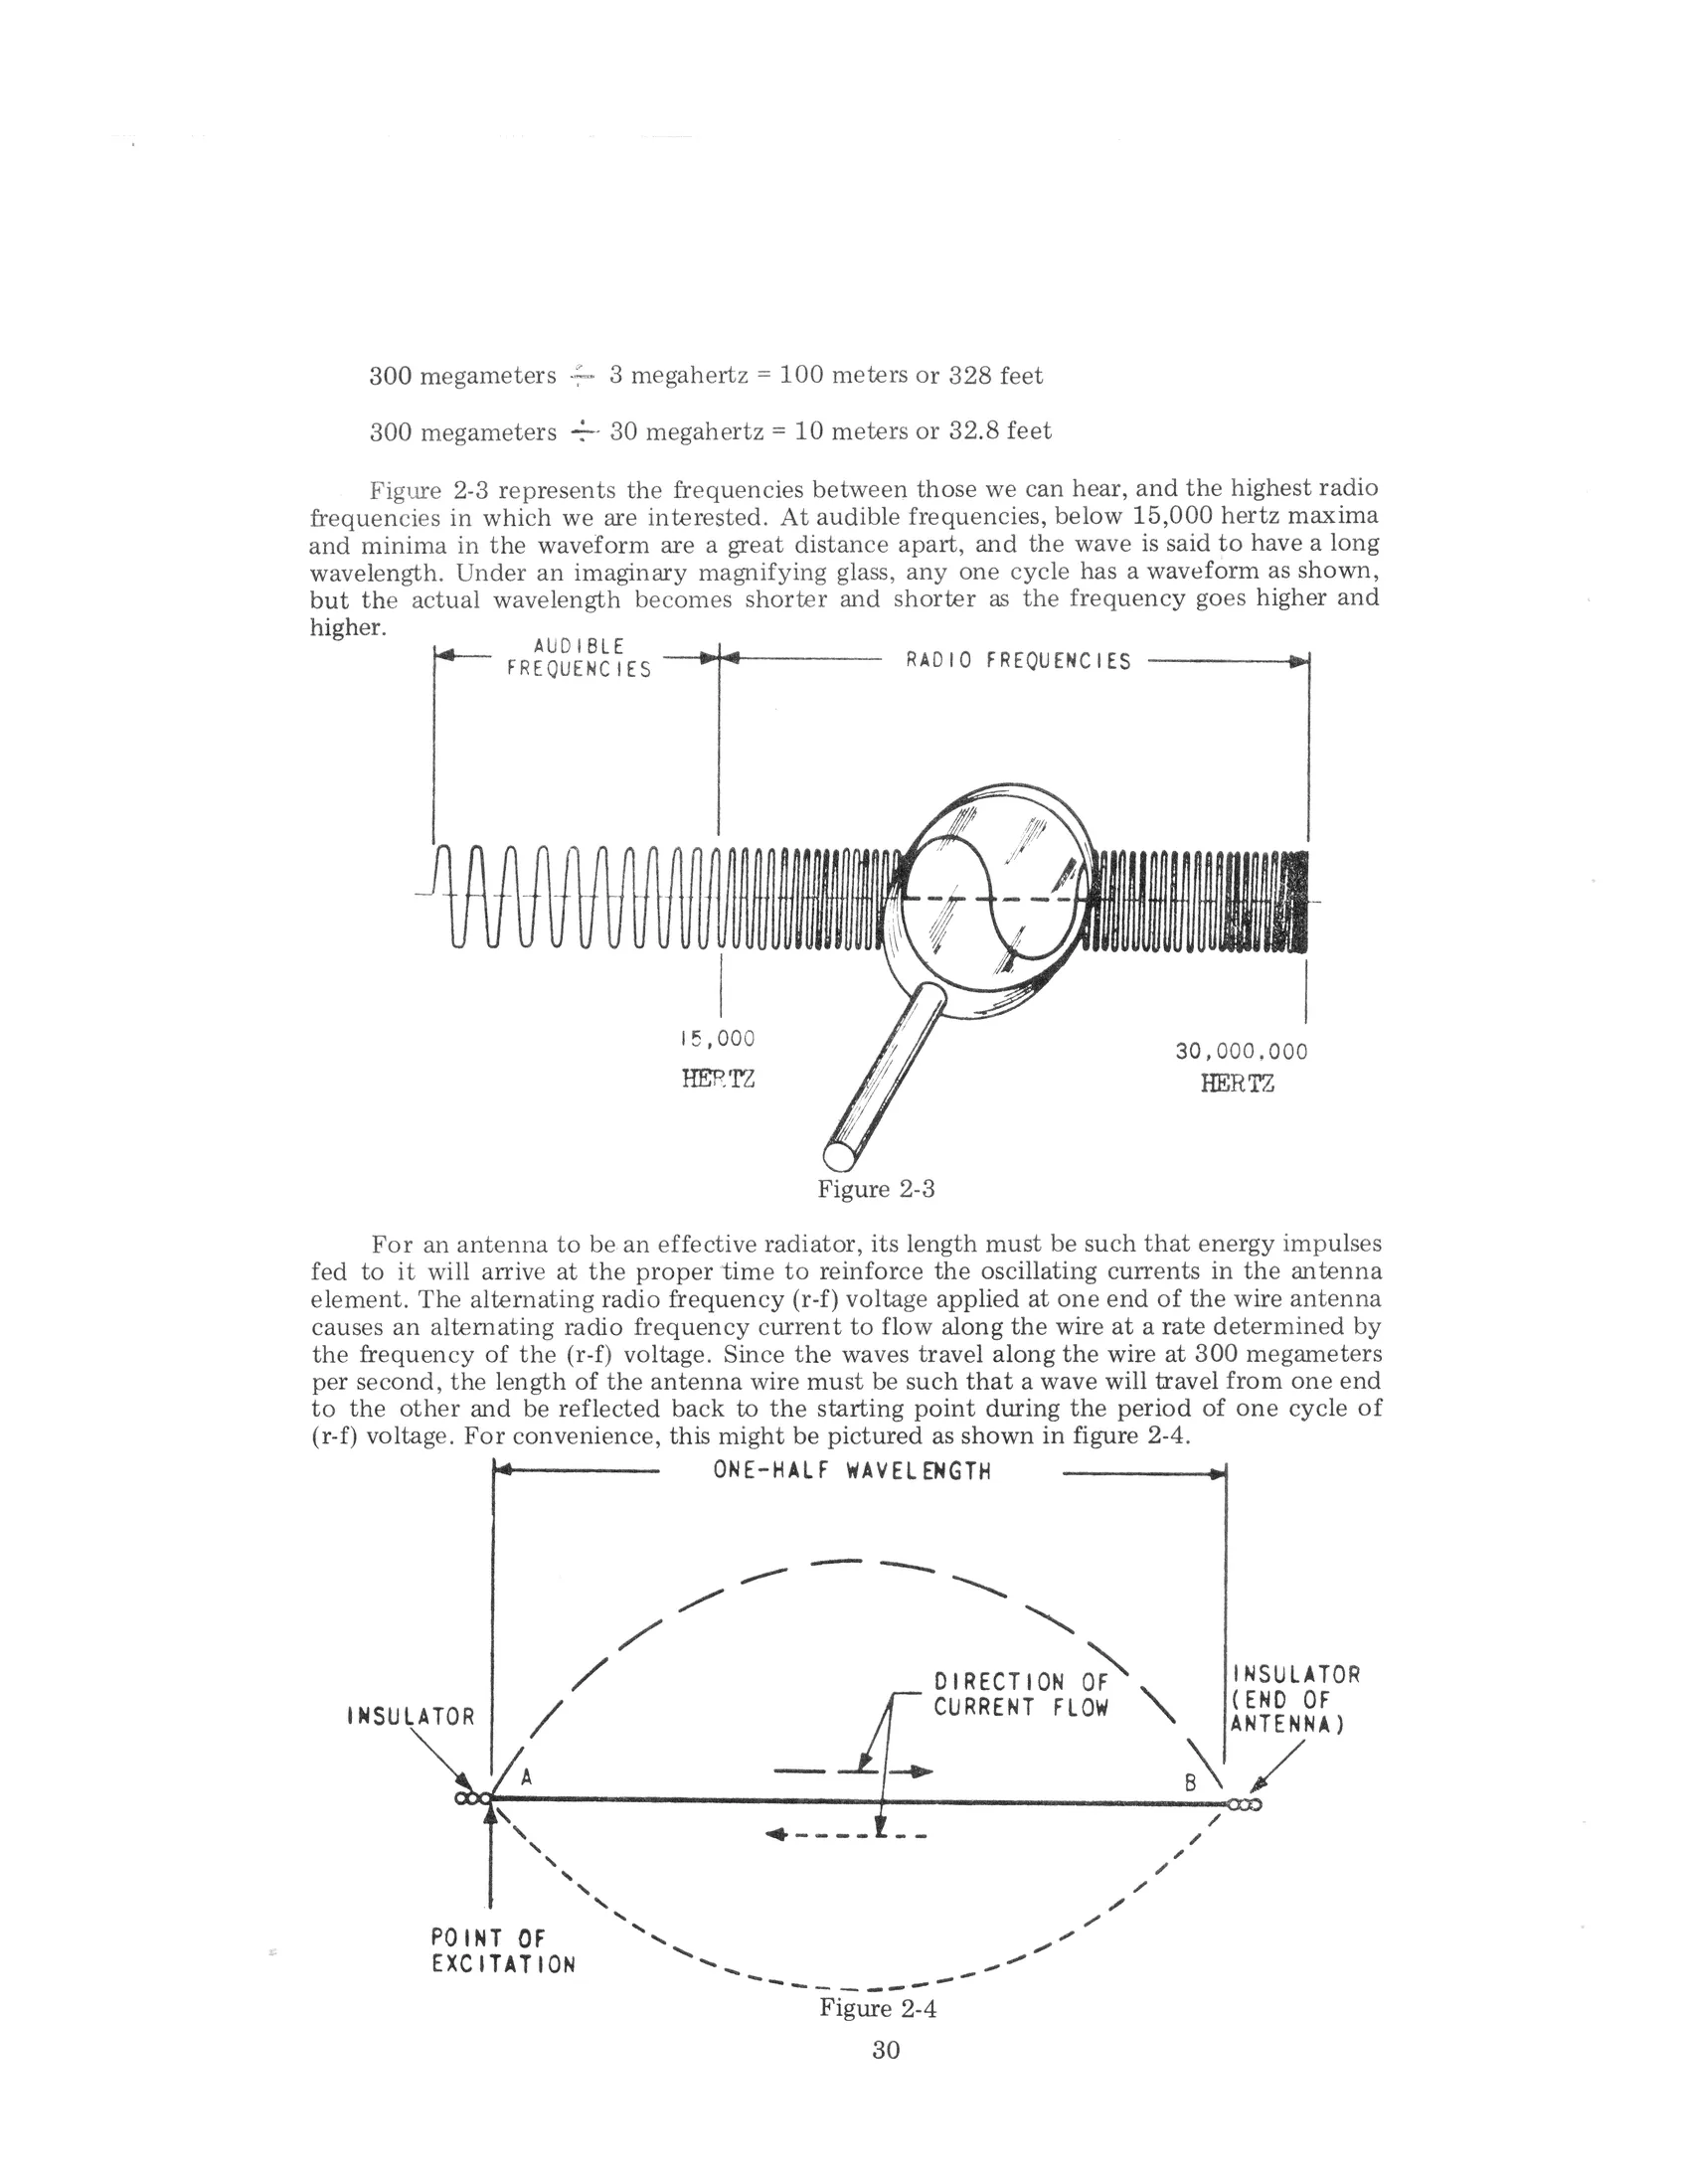 300 megameters ÷ 3 megahertz = 100 meters or 328 feet
300 megameters ÷ 30 megahertz = 10 meters or 32.8 feet
Figure 2-3 represents the frequencies between those we can hear, and the highest radio
frequencies in which we are interested. At audible frequencies, below 15,000 hertz maxima
and minima in the waveform are a great distance apart, and the wave is said to have a long
wavelength. Under an imaginary magnifying glass, any one cycle has a waveform as shown,
but the actual wavelength becomes shorter and shorter as the frequency goes higher and
higher.
AUDIBLE
FREQUENCIES
RADIO FREQUENCIES
15,000
HERTZ
30,000,000
HERTZ
Figure 2-3
For an antenna to be an effective radiator, its length must be such that energy impulses
fed to it will arrive at the proper time to reinforce the oscillating currents in the antenna
element. The alternating radio frequency (r-f) voltage applied at one end of the wire antenna
causes an alternating radio frequency current to flow along the wire at a rate determined by
the frequency of the (r-f) voltage. Since the waves travel along the wire at 300 megameters
per second, the length of the antenna wire must be such that a wave will travel from one end
to the other and be reflected back to the starting point during the period of one cycle of
(r-f) voltage. For convenience, this might be pictured as shown in figure 2-4.
ONE-HALF WAVELENGTH
DIRECTION OF
CURRENT FLOW
INSULATOR
(END OF
ANTENNA)
INSULATOR
A
B
POINT OF
EXCITATION
Figure 2-4
30